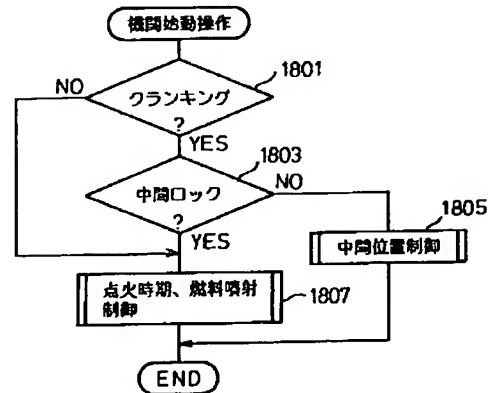 機関始動操作
1801
NO
クランキング
?
YES
1803
中間ロック
NO
?
YES
1805
中間位置制御
点火時期、燃料噴射
制御
1807
END